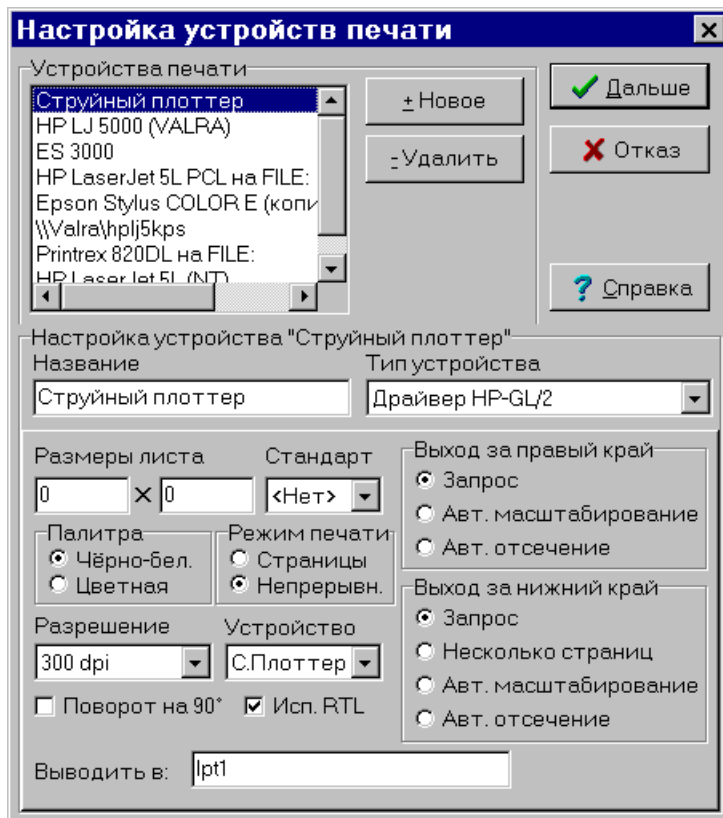 Настройка устройств печати
Устройства печати
Струйный плоттер
HP LJ 5000 (VALRA)
ES 3000
HP LaserJet 5L PCL на FILE:
Epson Stylus COLOR E (копи
\\Valra\hplj5kps
Printrex 820DL на FILE:
HP LaserJet 5L (NT)
+ Новое
- Удалить
Дальше
Отказ
Справка
Настройка устройства "Струйный плоттер"
Название
Тип устройства
Струйный плоттер
Драйвер HP-GL/2
Размеры листа
Стандарт
0 X 0
<Нет>
Палитра
Чёрно-бел.
Цветная
Режим печати
Страницы
Непрерывн.
Разрешение
Устройство
300 dpi
С.Плоттер
Поворот на 90°
Исп. RTL
Выход за правый край
Запрос
Авт. масштабирование
Авт. отсечение
Выход за нижний край
Запрос
Несколько страниц
Авт. масштабирование
Авт. отсечение
Выводить в:
lpt1